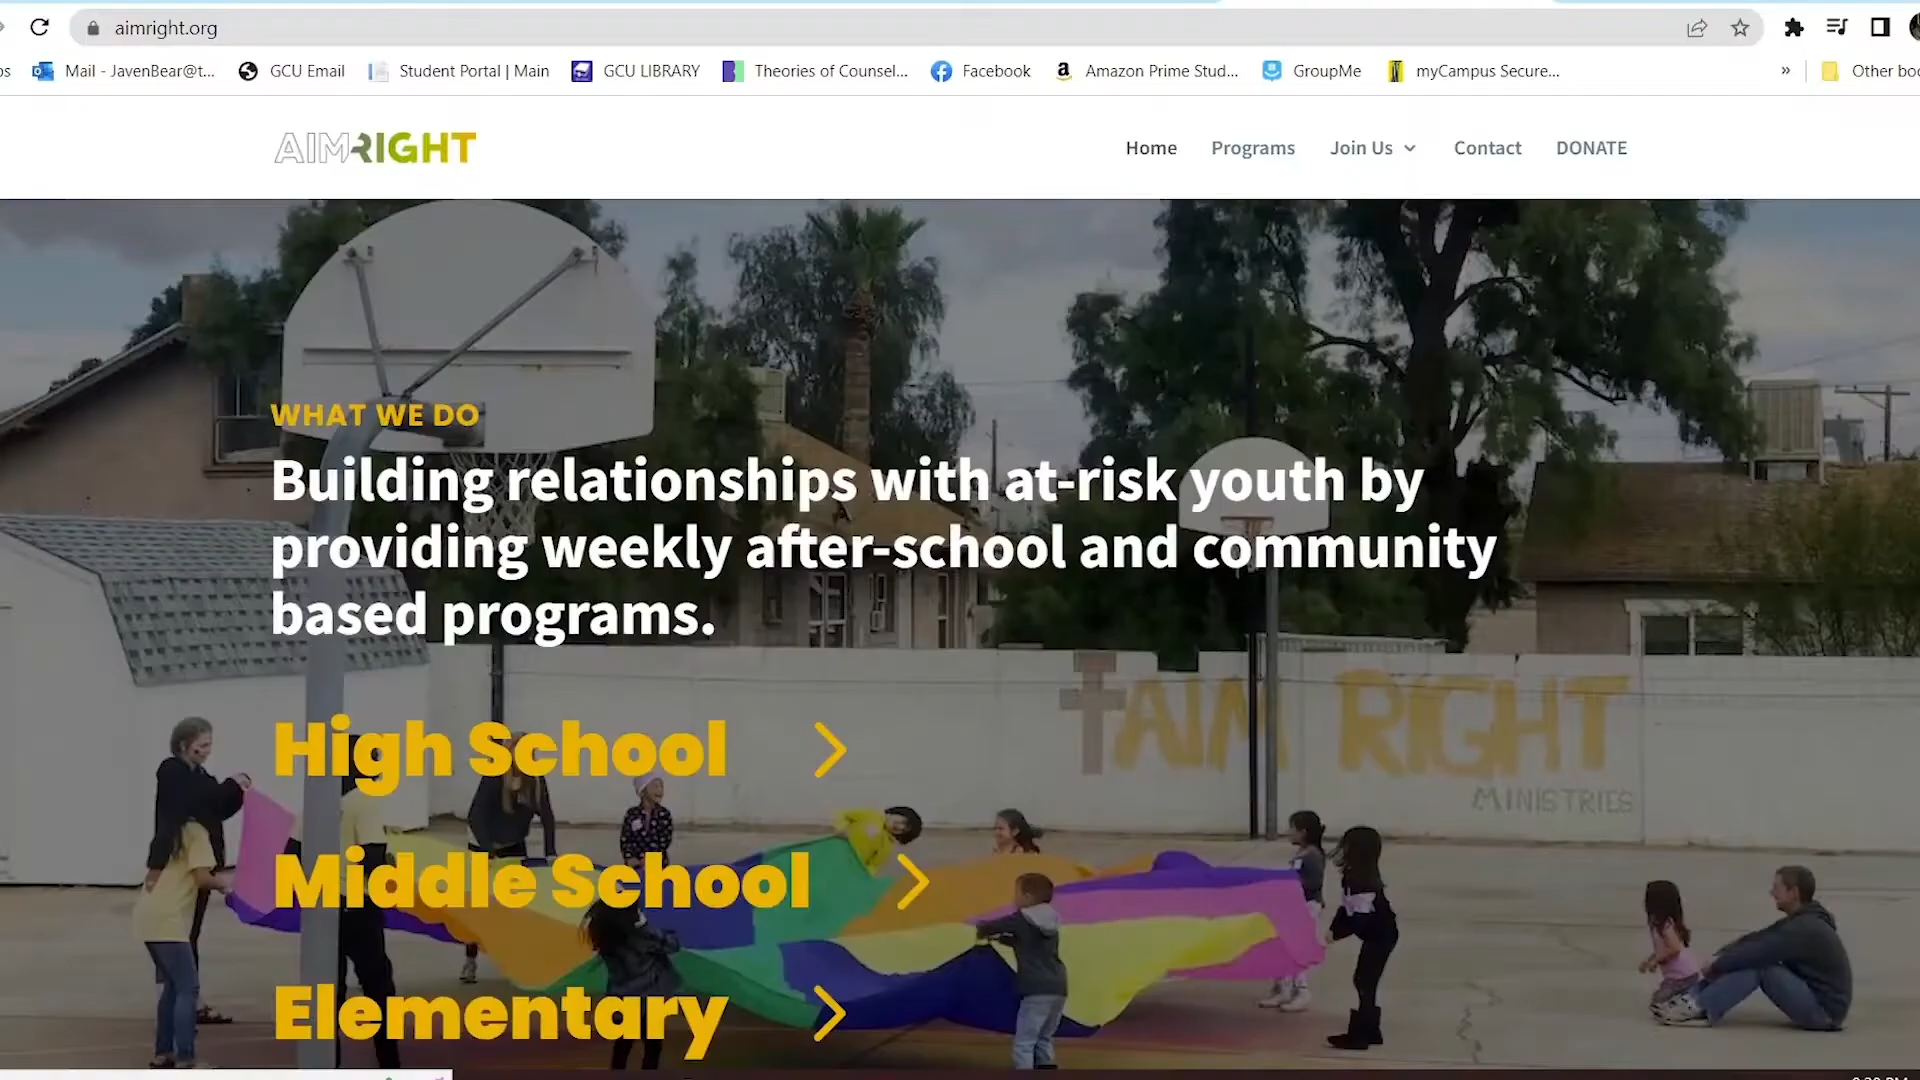 aimright.org
Mail - JavenBear@t...
GCU Email
Student Portal | Main
GCU LIBRARY
Theories of Counsel...
Facebook
Amazon Prime Stud...
GroupMe
myCampus Secure...
»
Other boo
AIMRIGHT
Home
Programs
Join Us
Contact
DONATE
WHAT WE DO
Building relationships with at-risk youth by
providing weekly after-school and community
based programs.
AIM RIGHT
MINISTRIES
High School
Middle School
Elementary